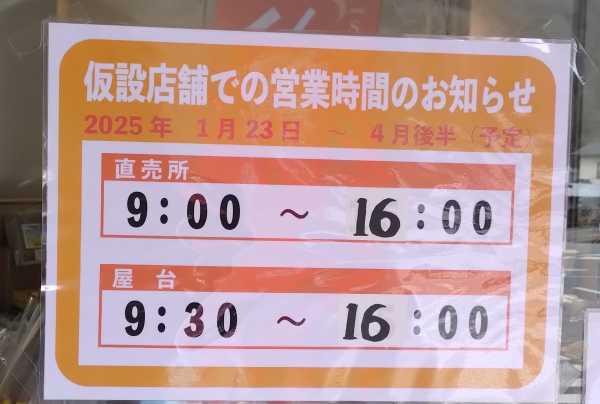 仮設店舗での営業時間のお知らせ
2025年 1月23日 ～ 4月後半（予定）
直売所
9:00 ～ 16:00
屋台
9:30 ～ 16:00